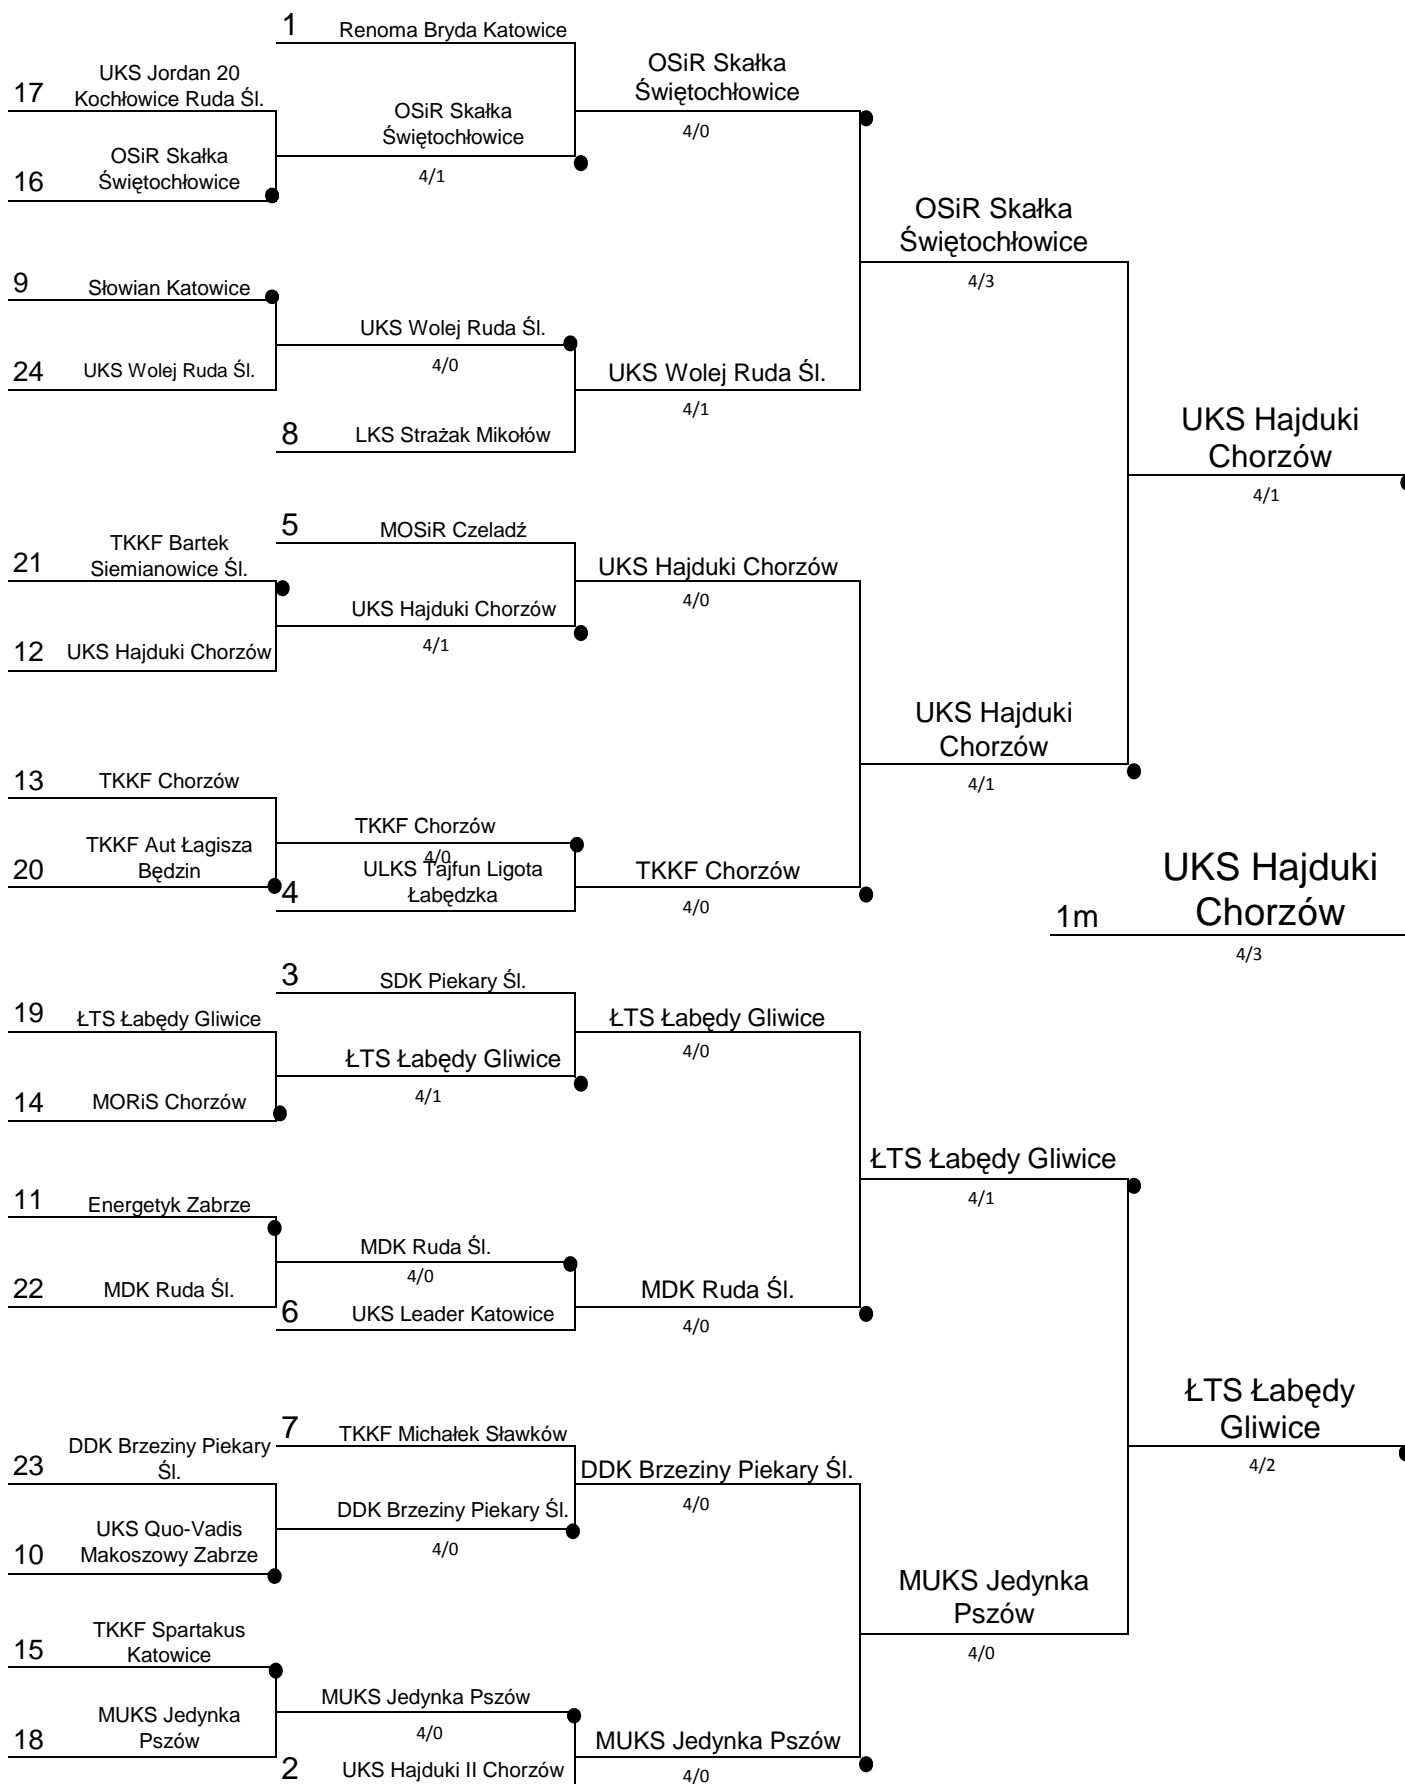 1 Renoma Bryda Katowice
17 UKS Jordan 20
Kochłowice Ruda Śl.
OSiR Skałka
Świętochłowice
4/1
OSiR Skałka
Świętochłowice
4/0
16 OSiR Skałka
Świętochłowice
OSiR Skałka
Świętochłowice
4/3
9 Słowian Katowice
UKS Wolej Ruda Śl.
4/0
24 UKS Wolej Ruda Śl.
UKS Wolej Ruda Śl.
4/1
8 LKS Strażak Mikołów
UKS Hajduki
Chorzów
4/1
5 MOSiR Czeladź
21 TKKF Bartek
Siemianowice Śl.
UKS Hajduki Chorzów
4/0
UKS Hajduki Chorzów
4/1
12 UKS Hajduki Chorzów
UKS Hajduki
Chorzów
4/1
13 TKKF Chorzów
TKKF Chorzów
4/0
20 TKKF Aut Łagisza
Będzin
4 ULKS Tajfun Ligota
Łabędzka
TKKF Chorzów
4/0
1m UKS Hajduki
Chorzów
4/3
3 SDK Piekary Śl.
19 ŁTS Łabędy Gliwice
ŁTS Łabędy Gliwice
4/0
ŁTS Łabędy Gliwice
4/1
14 MORiS Chorzów
ŁTS Łabędy Gliwice
4/1
11 Energetyk Zabrze
MDK Ruda Śl.
4/0
22 MDK Ruda Śl.
MDK Ruda Śl.
4/0
6 UKS Leader Katowice
ŁTS Łabędy
Gliwice
4/2
7 TKKF Michałek Sławków
23 DDK Brzeziny Piekary
Śl.
DDK Brzeziny Piekary Śl.
4/0
DDK Brzeziny Piekary Śl.
4/0
10 UKS Quo-Vadis
Makoszowy Zabrze
MUKS Jedynka
Pszów
4/0
15 TKKF Spartakus
Katowice
MUKS Jedynka Pszów
4/0
18 MUKS Jedynka
Pszów
MUKS Jedynka Pszów
4/0
2 UKS Hajduki II Chorzów